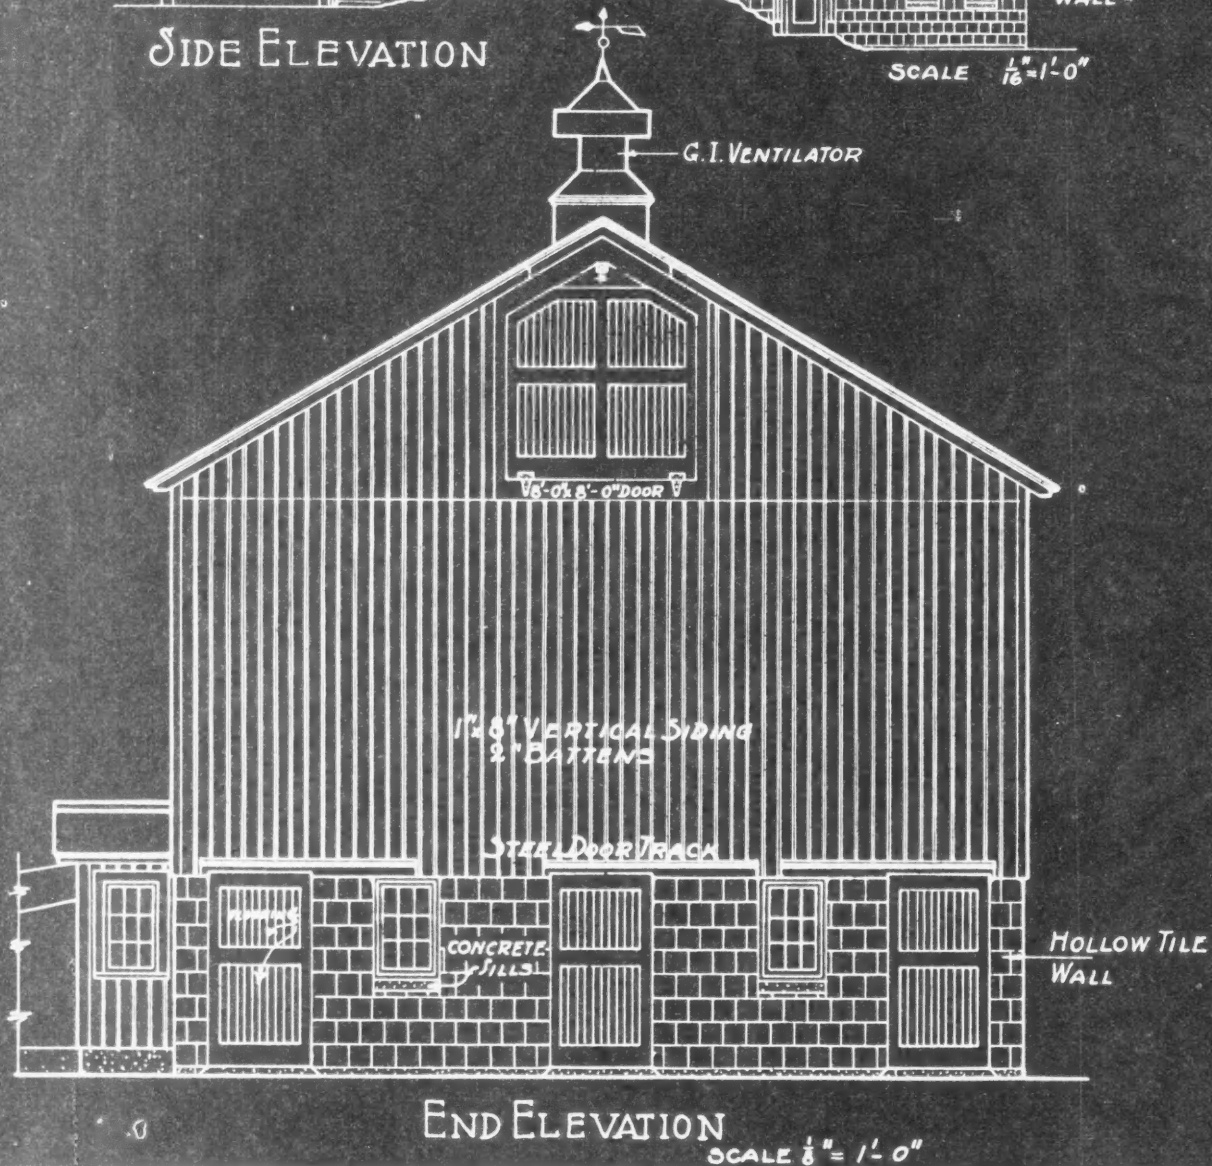 WALL
SIDE ELEVATION
SCALE 1/16"=1'-0"
G.I. VENTILATOR
8'-0"x8'-0" DOOR
1"x8" VERTICAL SIDING
2" BATTENS
STEEL DOOR TRACK
CONCRETE
SILLS
HOLLOW TILE
WALL
END ELEVATION
SCALE 1/8"=1'-0"